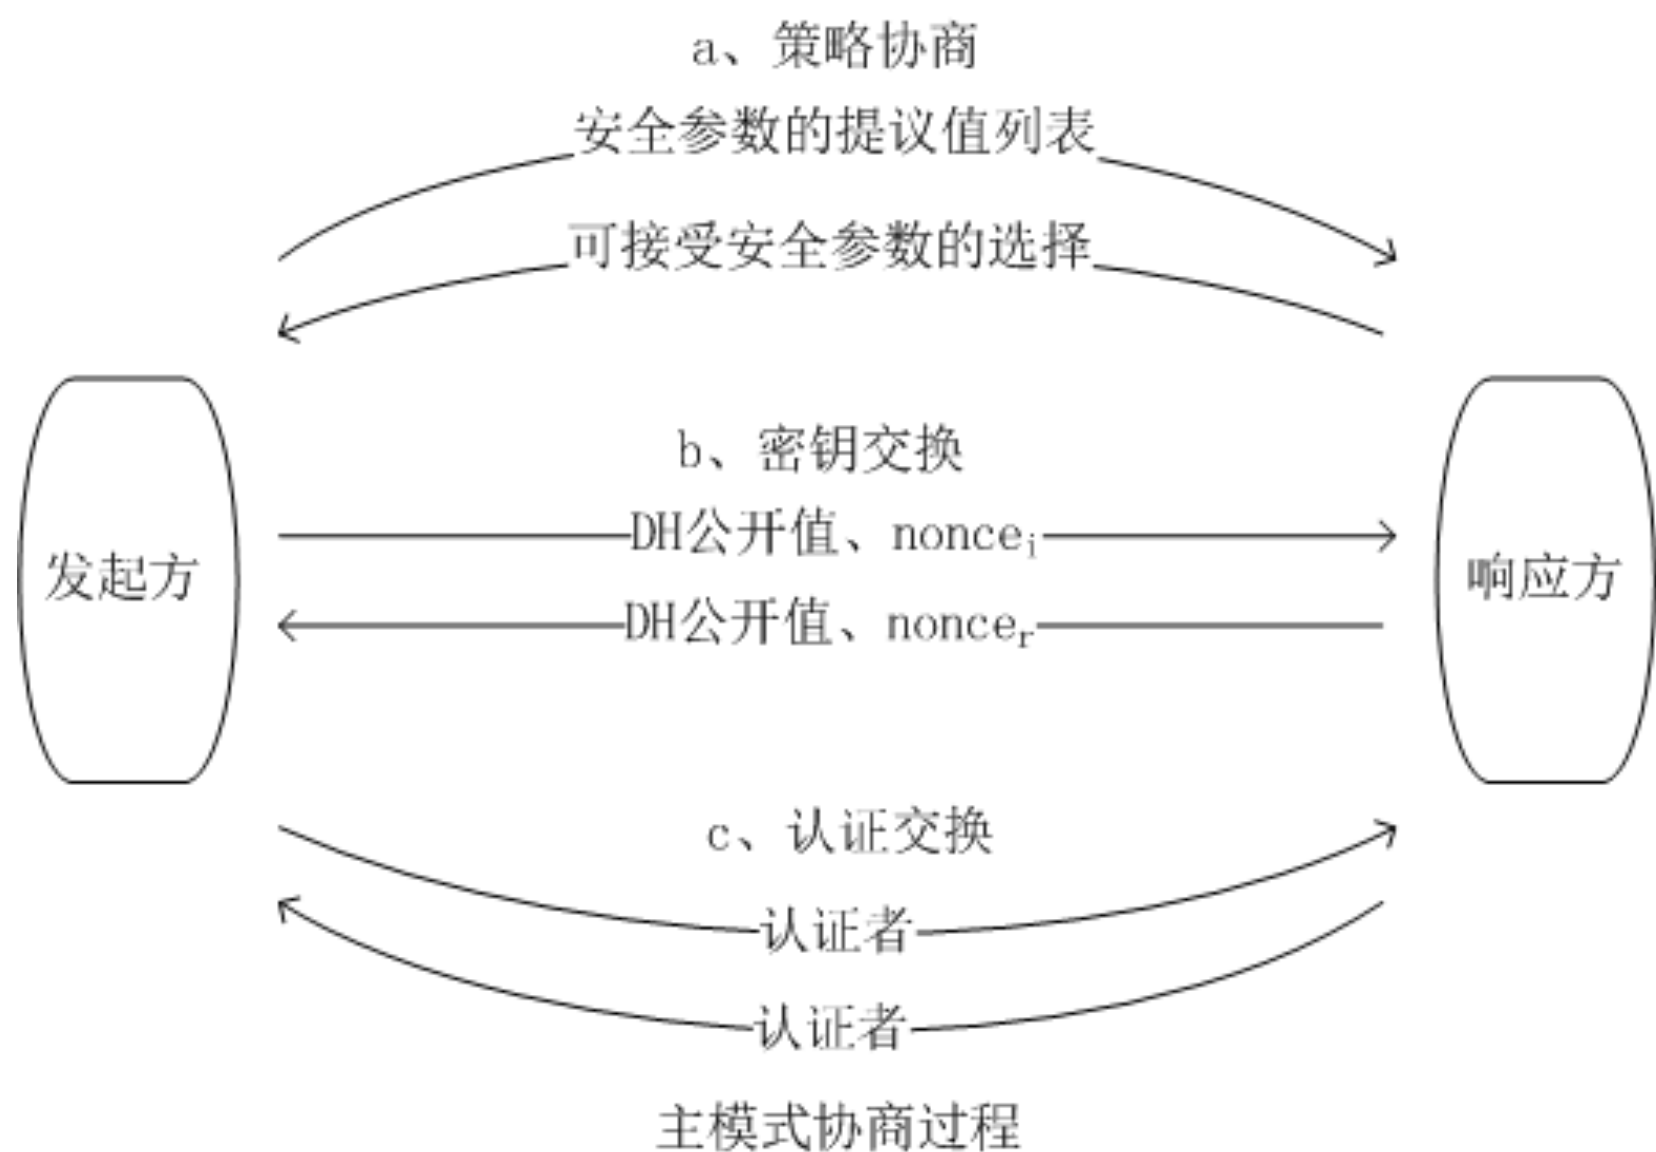 a、策略协商
安全参数的提议值列表
可接受安全参数的选择
b、密钥交换
DH公开值、nonceᵢ
发起方
响应方
DH公开值、nonceᵣ
c、认证交换
认证者
认证者
主模式协商过程